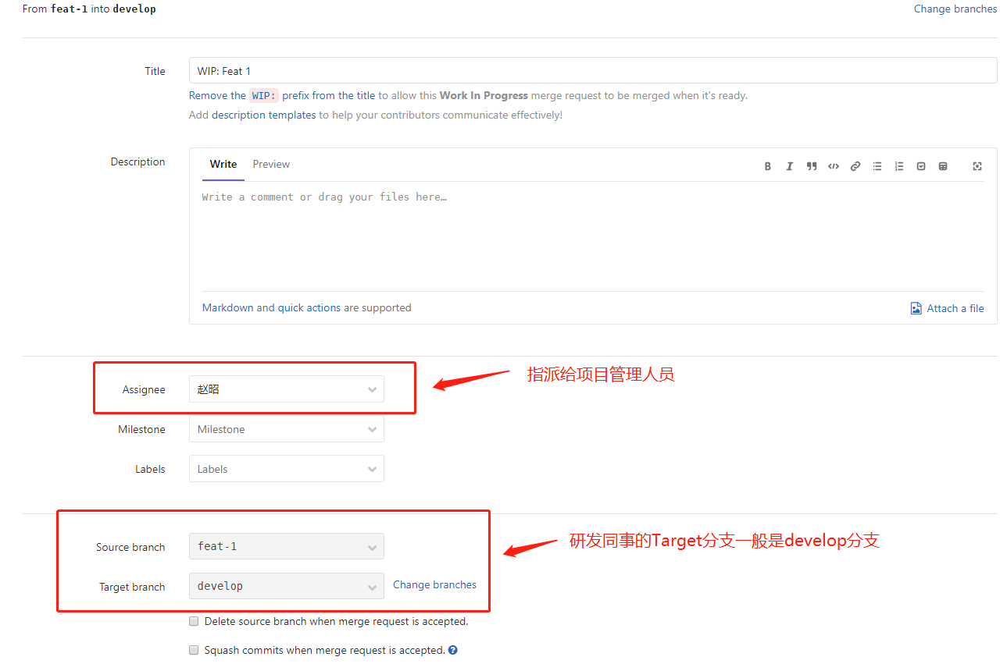 From feat-1 into develop Change branches
Title WIP: Feat 1
Remove the WIP: prefix from the title to allow this Work In Progress merge request to be merged when it's ready.
Add description templates to help your contributors communicate effectively!
Description Write Preview
Write a comment or drag your files here…
Markdown and quick actions are supported Attach a file
指派给项目管理人员
Assignee 赵昭
Milestone Milestone
Labels Labels
Source branch feat-1 研发同事的Target分支一般是develop分支
Target branch develop Change branches
Delete source branch when merge request is accepted.
Squash commits when merge request is accepted.